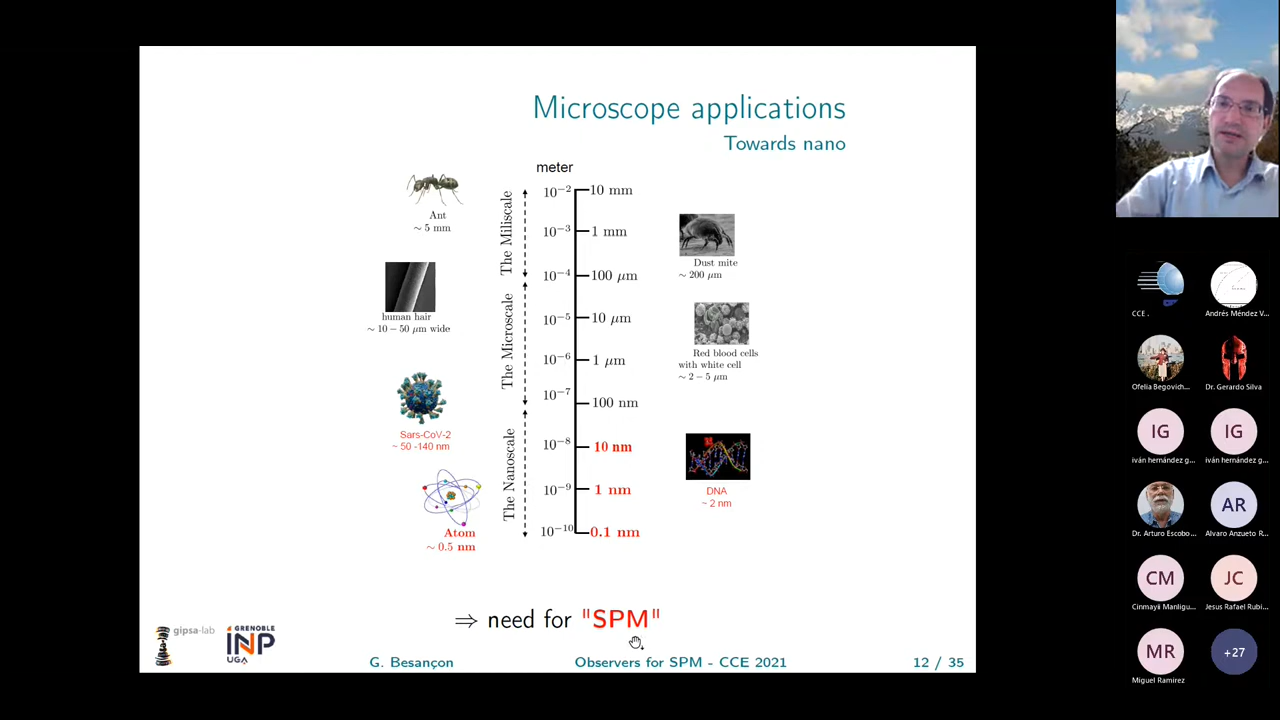 Microscope applications
Towards nano
meter
Ant
~ 5 mm
human hair
~ 10 − 50 μm wide
Sars-CoV-2
~ 50 -140 nm
Atom
~ 0.5 nm
The Miliscale
The Microscale
The Nanoscale
10⁻² 10 mm
10⁻³ 1 mm
10⁻⁴ 100 μm
10⁻⁵ 10 μm
10⁻⁶ 1 μm
10⁻⁷ 100 nm
10⁻⁸ 10 nm
10⁻⁹ 1 nm
10⁻¹⁰ 0.1 nm
Dust mite
~ 200 μm
Red blood cells
with white cell
~ 2 − 5 μm
DNA
~ 2 nm
⇒ need for "SPM"
gipsa-lab
GRENOBLE
INP
UGA
G. Besançon
Observers for SPM - CCE 2021
12 / 35
CCE .
Andrés Méndez V...
Ofelia Begovich...
Dr. Gerardo Silva
IG
IG
iván hernández g...
iván hernández g...
AR
Dr. Arturo Escobo...
Alvaro Anzueto R...
CM
JC
Cinmayii Manligu...
Jesus Rafael Rubi...
MR
+27
Miguel Ramirez